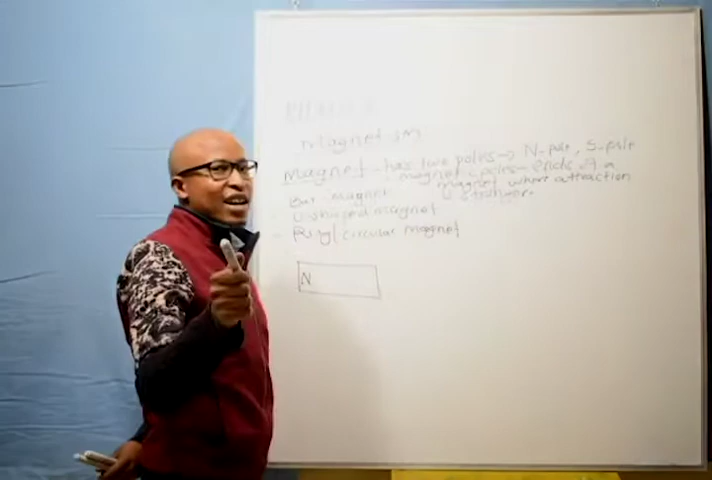 Magnetism
Magnet - has two poles → N-pole, S-pole
magnet poles - ends of a
magnet where attraction
is stronger
Bar magnet
- U-shaped magnet
- Ring/circular magnet
N